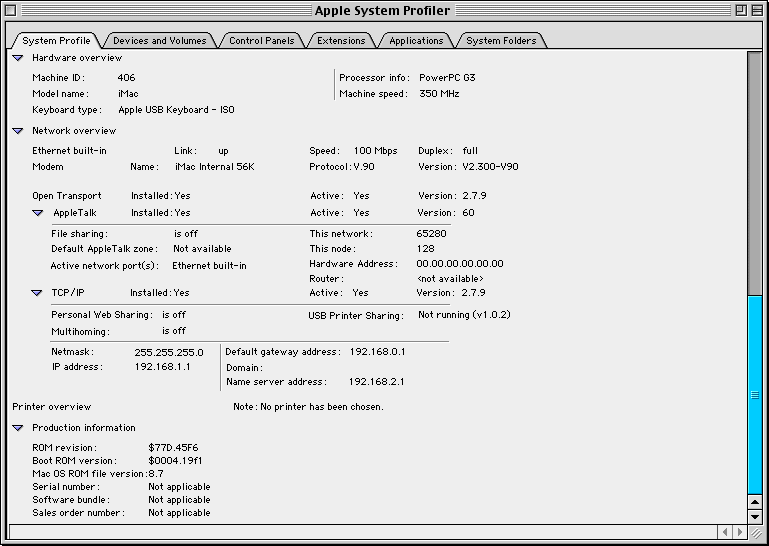 Apple System Profiler
System Profile Devices and Volumes Control Panels Extensions Applications System Folders
Hardware overview
Machine ID: 406 Processor info: PowerPC G3
Model name: iMac Machine speed: 350 MHz
Keyboard type: Apple USB Keyboard - ISO
Network overview
Ethernet built-in Link: up Speed: 100 Mbps Duplex: full
Modem Name: iMac Internal 56K Protocol: V.90 Version: V2.300-V90
Open Transport Installed: Yes Active: Yes Version: 2.7.9
AppleTalk Installed: Yes Active: Yes Version: 60
File sharing: is off This network: 65280
Default AppleTalk zone: Not available This node: 128
Active network port(s): Ethernet built-in Hardware Address: 00.00.00.00.00.00
Router: <not available>
TCP/IP Installed: Yes Active: Yes Version: 2.7.9
Personal Web Sharing: is off USB Printer Sharing: Not running (v1.0.2)
Multihoming: is off
Netmask: 255.255.255.0 Default gateway address: 192.168.0.1
IP address: 192.168.1.1 Domain:
Name server address: 192.168.2.1
Printer overview Note: No printer has been chosen.
Production information
ROM revision: $77D.45F6
Boot ROM version: $0004.19f1
Mac OS ROM file version: 8.7
Serial number: Not applicable
Software bundle: Not applicable
Sales order number: Not applicable